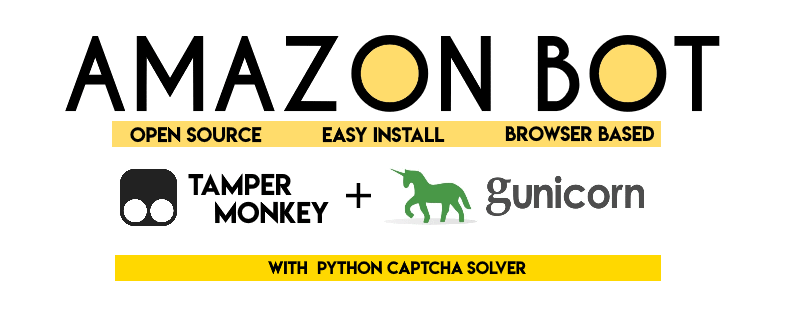 AMAZON BOT
OPEN SOURCE EASY INSTALL BROWSER BASED
TAMPER
MONKEY + gunicorn
WITH PYTHON CAPTCHA SOLVER